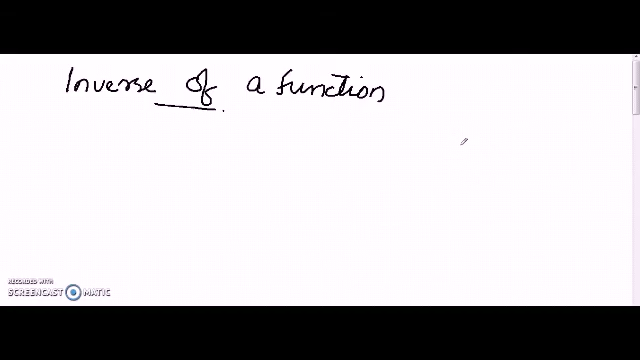 Inverse of a function
RECORDED WITH
SCREENCAST MATIC